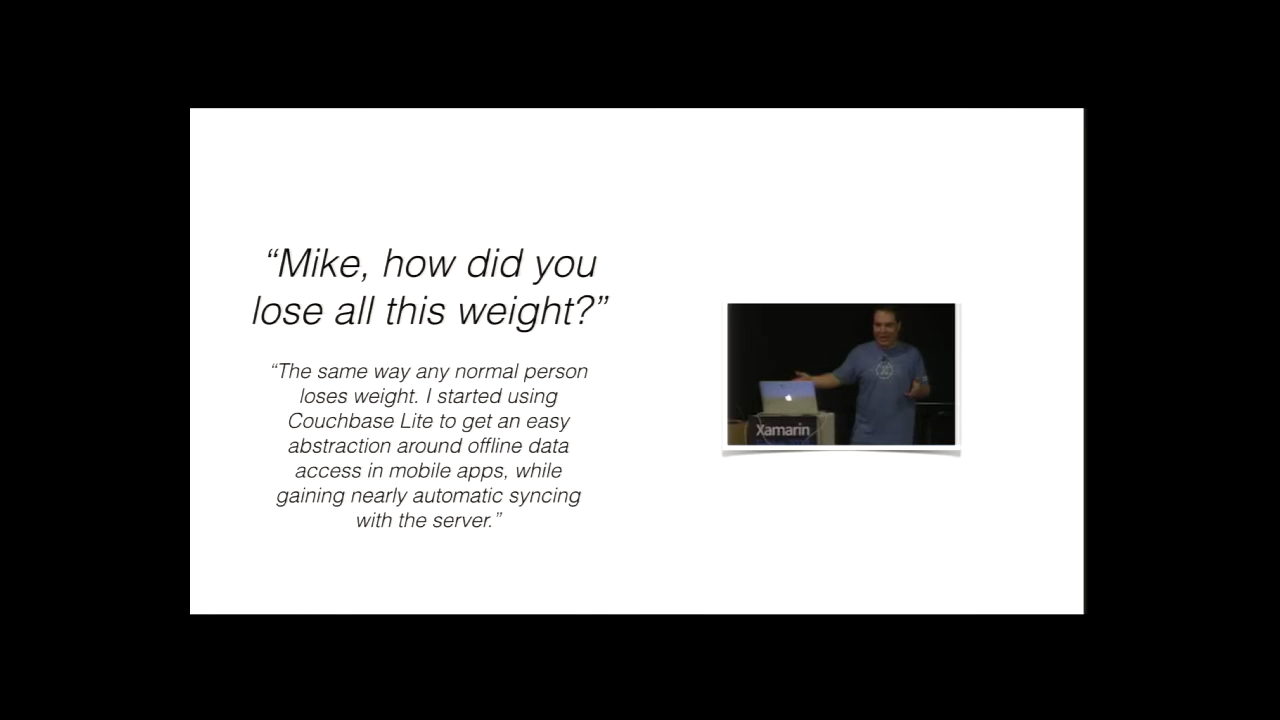 “Mike, how did you
lose all this weight?”
“The same way any normal person
loses weight. I started using
Couchbase Lite to get an easy
abstraction around offline data
access in mobile apps, while
gaining nearly automatic syncing
with the server.”
Xamarin